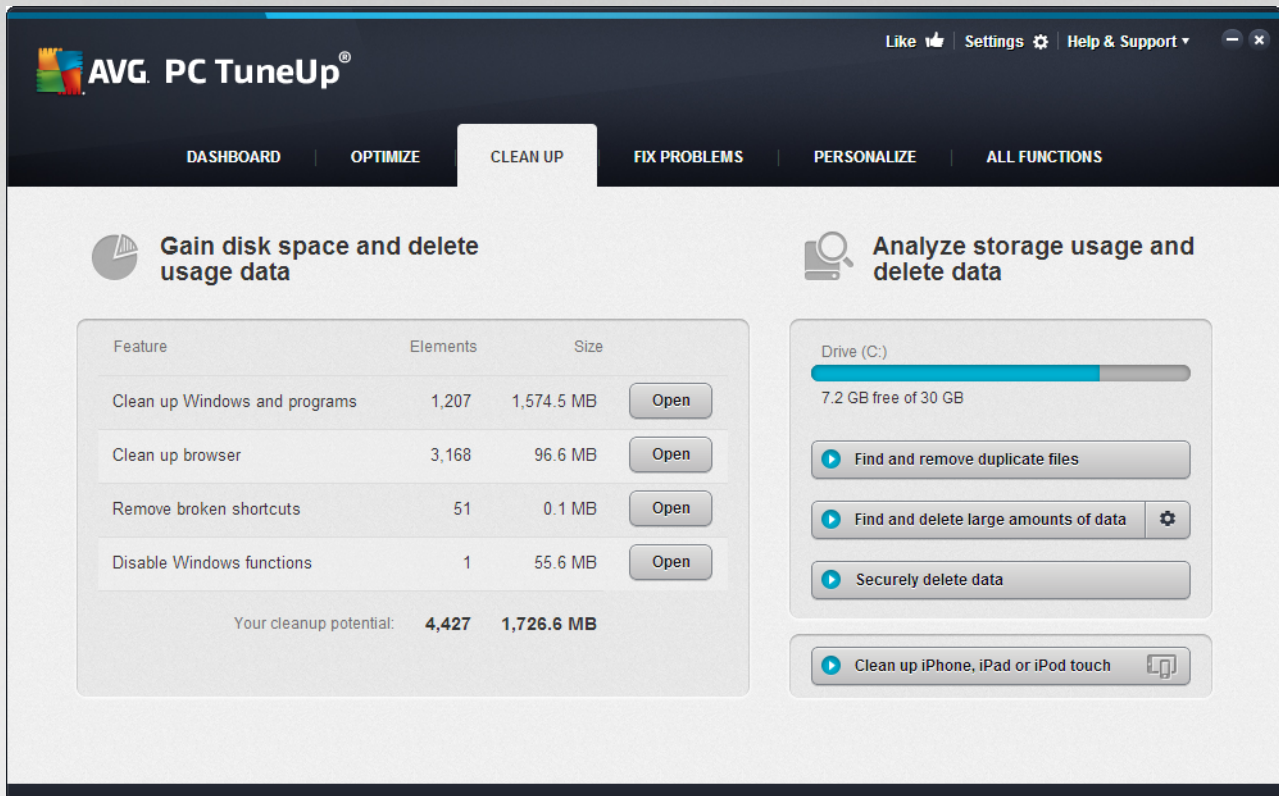 Like | Settings | Help & Support
AVG. PC TuneUp®
DASHBOARD | OPTIMIZE | CLEAN UP | FIX PROBLEMS | PERSONALIZE | ALL FUNCTIONS
Gain disk space and delete
usage data
Feature Elements Size
Clean up Windows and programs 1,207 1,574.5 MB Open
Clean up browser 3,168 96.6 MB Open
Remove broken shortcuts 51 0.1 MB Open
Disable Windows functions 1 55.6 MB Open
Your cleanup potential: 4,427 1,726.6 MB
Analyze storage usage and
delete data
Drive (C:)
7.2 GB free of 30 GB
Find and remove duplicate files
Find and delete large amounts of data
Securely delete data
Clean up iPhone, iPad or iPod touch